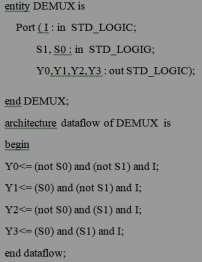 entity DEMUX is
Port ( I : in STD_LOGIC;
S1, S0 : in STD_LOGIG;
Y0,Y1,Y2,Y3 : out STD_LOGIC);
end DEMUX;
architecture dataflow of DEMUX is
begin
Y0<= (not S0) and (not S1) and I;
Y1<= (S0) and (not S1) and I;
Y2<= (not S0) and (S1) and I;
Y3<= (S0) and (S1) and I;
end dataflow;